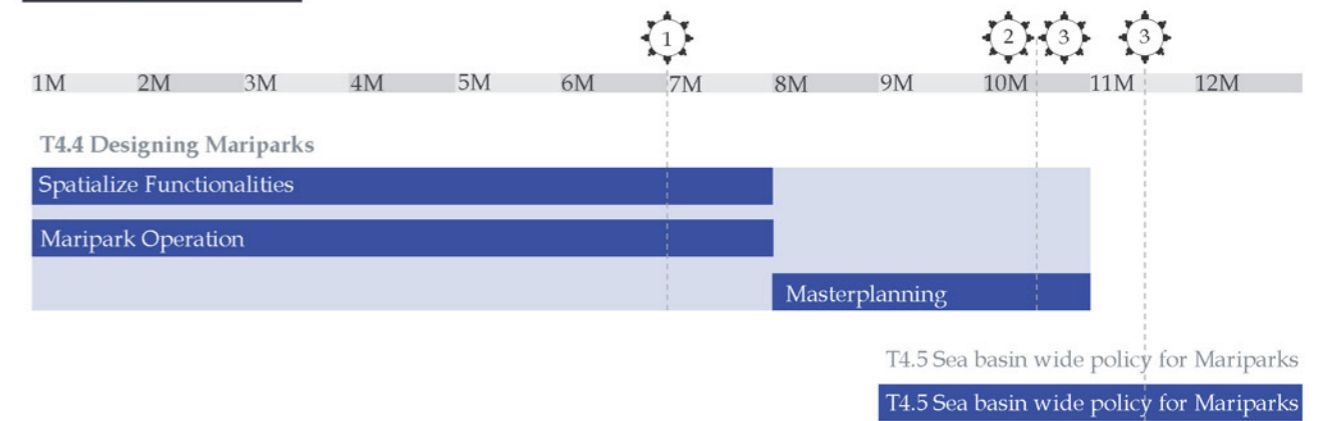 1 2 3 3
1M 2M 3M 4M 5M 6M 7M 8M 9M 10M 11M 12M
T4.4 Designing Mariparks
Spatialize Functionalities
Maripark Operation
Masterplanning
T4.5 Sea basin wide policy for Mariparks
T4.5 Sea basin wide policy for Mariparks